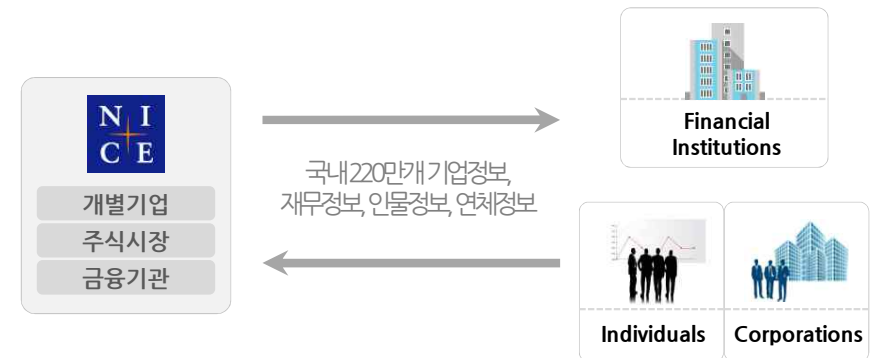 N I
C E
개별기업
주식시장
금융기관
국내 220만개 기업정보,
재무정보, 인물정보, 연체정보
Financial
Institutions
Individuals
Corporations